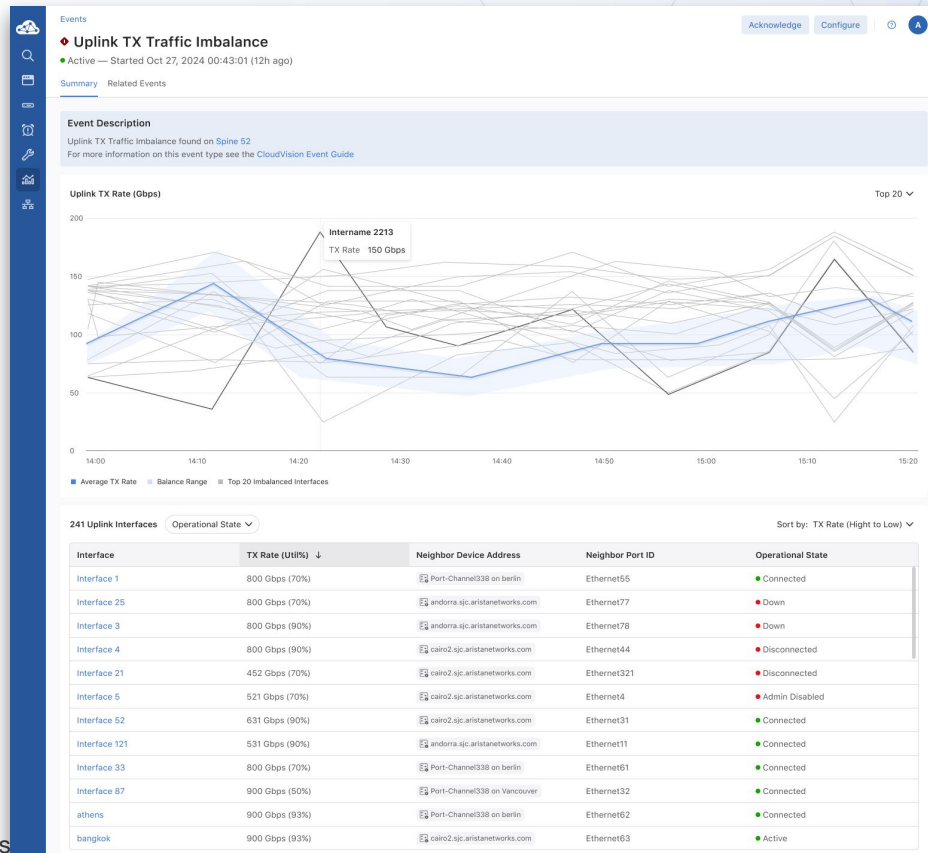 Events
Acknowledge Configure ? A
Uplink TX Traffic Imbalance
Active — Started Oct 27, 2024 00:43:01 (12h ago)
Summary Related Events
Event Description
Uplink TX Traffic Imbalance found on Spine 52
For more information on this event type see the CloudVision Event Guide
Uplink TX Rate (Gbps) Top 20
200
Intername 2213
TX Rate 150 Gbps
150
100
50
0
14:00 14:10 14:20 14:30 14:40 14:50 15:00 15:10 15:20
Average TX Rate Balance Range Top 20 Imbalanced Interfaces
241 Uplink Interfaces Operational State Sort by: TX Rate (Hight to Low)
Interface TX Rate (Util%) ↓ Neighbor Device Address Neighbor Port ID Operational State
Interface 1 800 Gbps (70%) Port-Channel338 on berlin Ethernet55 Connected
Interface 25 800 Gbps (70%) andorra.sjc.aristanetworks.com Ethernet77 Down
Interface 3 800 Gbps (90%) andorra.sjc.aristanetworks.com Ethernet78 Down
Interface 4 800 Gbps (90%) cairo2.sjc.aristanetworks.com Ethernet44 Disconnected
Interface 21 452 Gbps (70%) cairo2.sjc.aristanetworks.com Ethernet321 Disconnected
Interface 5 521 Gbps (70%) cairo2.sjc.aristanetworks.com Ethernet4 Admin Disabled
Interface 52 631 Gbps (90%) cairo2.sjc.aristanetworks.com Ethernet31 Connected
Interface 121 531 Gbps (90%) andorra.sjc.aristanetworks.com Ethernet11 Connected
Interface 33 800 Gbps (70%) Port-Channel338 on berlin Ethernet61 Connected
Interface 87 900 Gbps (50%) Port-Channel338 on Vancouver Ethernet32 Connected
athens 900 Gbps (93%) Port-Channel338 on berlin Ethernet62 Connected
bangkok 900 Gbps (93%) cairo2.sjc.aristanetworks.com Ethernet63 Active
s